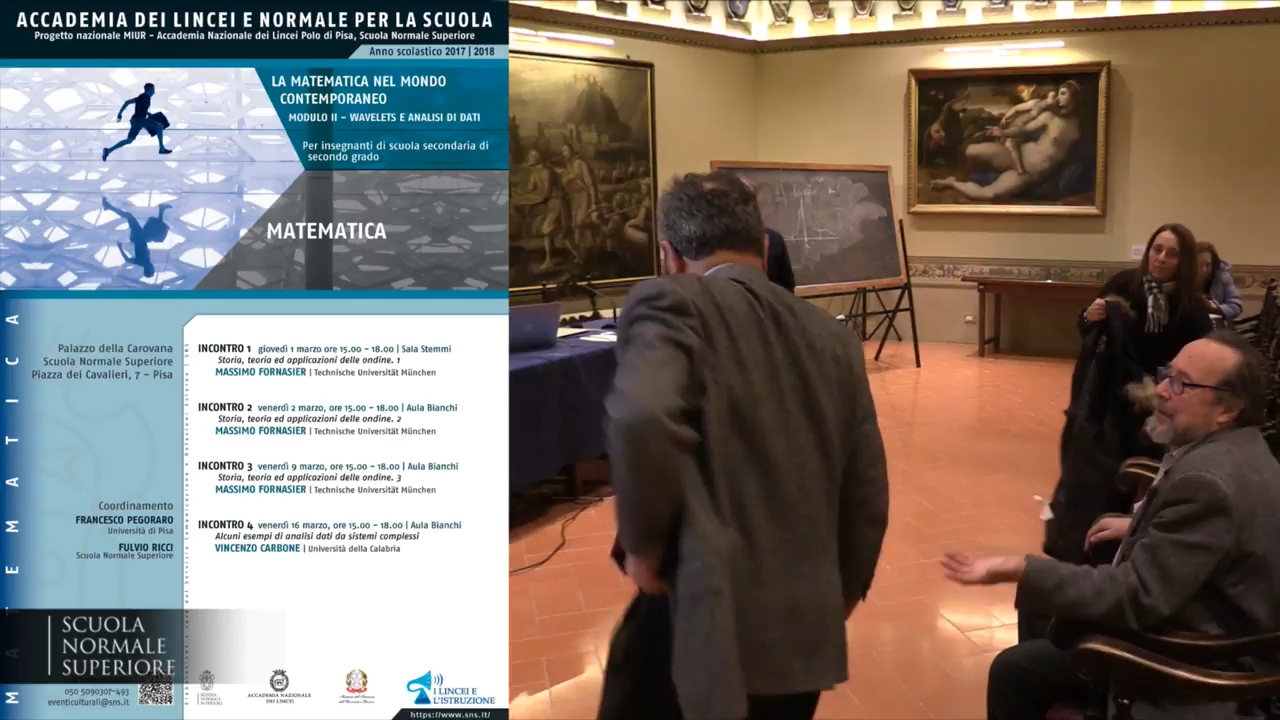 ACCADEMIA DEI LINCEI E NORMALE PER LA SCUOLA
Progetto nazionale MIUR – Accademia Nazionale dei Lincei Polo di Pisa, Scuola Normale Superiore
Anno scolastico 2017 | 2018
LA MATEMATICA NEL MONDO
CONTEMPORANEO
MODULO II – WAVELETS E ANALISI DI DATI
Per insegnanti di scuola secondaria di
secondo grado
MATEMATICA
MATEMATICA
Palazzo della Carovana
Scuola Normale Superiore
Piazza dei Cavalieri, 7 – Pisa
INCONTRO 1 giovedì 1 marzo ore 15.00 – 18.00 | Sala Stemmi
Storia, teoria ed applicazioni delle ondine. 1
MASSIMO FORNASIER | Technische Universität München
INCONTRO 2 venerdì 2 marzo, ore 15.00 – 18.00 | Aula Bianchi
Storia, teoria ed applicazioni delle ondine. 2
MASSIMO FORNASIER | Technische Universität München
INCONTRO 3 venerdì 9 marzo, ore 15.00 – 18.00 | Aula Bianchi
Storia, teoria ed applicazioni delle ondine. 3
MASSIMO FORNASIER | Technische Universität München
INCONTRO 4 venerdì 16 marzo, ore 15.00 – 18.00 | Aula Bianchi
Alcuni esempi di analisi dati da sistemi complessi
VINCENZO CARBONE | Università della Calabria
Coordinamento
FRANCESCO PEGORARO
Università di Pisa
FULVIO RICCI
Scuola Normale Superiore
SCUOLA
NORMALE
SUPERIORE
050 5090307-493
eventiculturali@sns.it
SCUOLA
NORMALE
SUPERIORE
ACCADEMIA NAZIONALE
DEI LINCEI
I LINCEI E
L'ISTRUZIONE
https://www.sns.it/